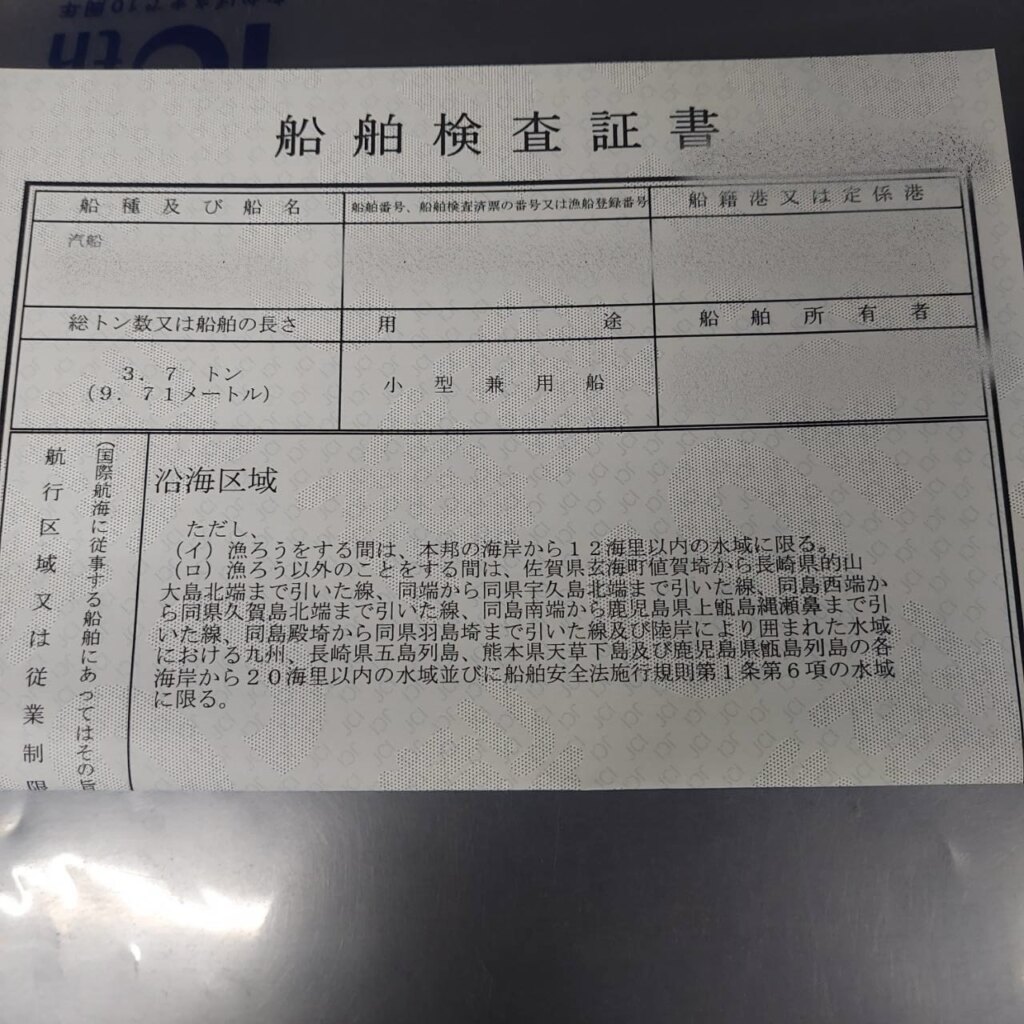 10th
船舶検査証書
船種及び船名
船舶番号、船舶検査済票の番号又は漁船登録番号
船籍港又は定係港
汽船
総トン数又は船舶の長さ
用途
船舶所有者
3.7 トン
(9.71メートル)
小型兼用船
航行区域又は従業制限
(国際航海に従事する船舶にあってはその旨
沿海区域
ただし、
(イ)漁ろうをする間は、本邦の海岸から12海里以内の水域に限る。
(ロ)漁ろう以外のことをする間は、佐賀県玄海町値賀埼から長崎県的山
大島北端まで引いた線、同端から同県宇久島北端まで引いた線、同島西端か
ら同県久賀島北端まで引いた線、同島南端から鹿児島県上甑島縄瀬鼻まで引
いた線、同島殿埼から同県羽島埼まで引いた線及び陸岸により囲まれた水域
における九州、長崎県五島列島、熊本県天草下島及び鹿児島県甑島列島の各
海岸から20海里以内の水域並びに船舶安全法施行規則第1条第6項の水域
に限る。